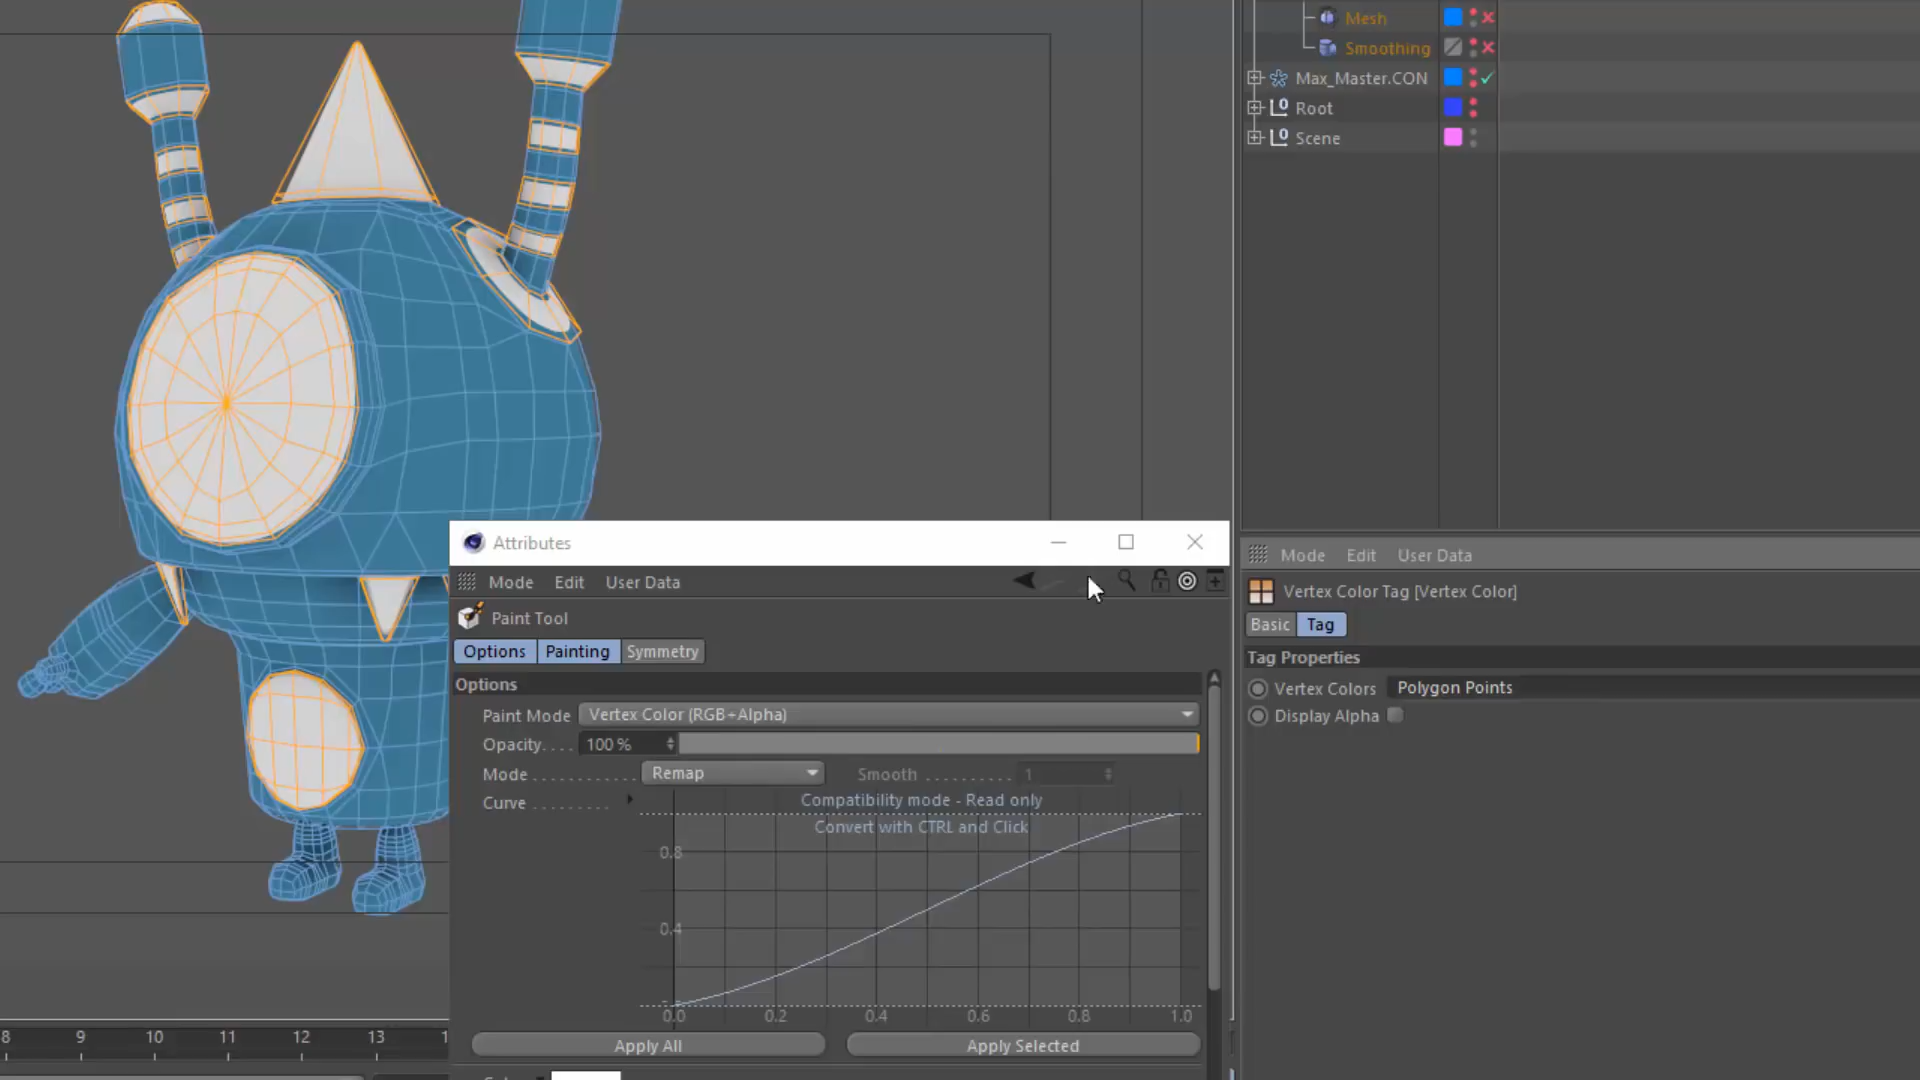 Mesh
Smoothing
Max_Master.CON
Root
Scene
Attributes
Mode Edit User Data
Paint Tool
Options Painting Symmetry
Options
Paint Mode Vertex Color (RGB+Alpha)
Opacity.... 100 %
Mode ........... Remap Smooth ......... 1
Curve ........
Compatibility mode - Read only
Convert with CTRL and Click
0.8
0.4
0.0 0.2 0.4 0.6 0.8 1.0
Apply All Apply Selected
Mode Edit User Data
Vertex Color Tag [Vertex Color]
Basic Tag
Tag Properties
Vertex Colors Polygon Points
Display Alpha
8 9 10 11 12 13